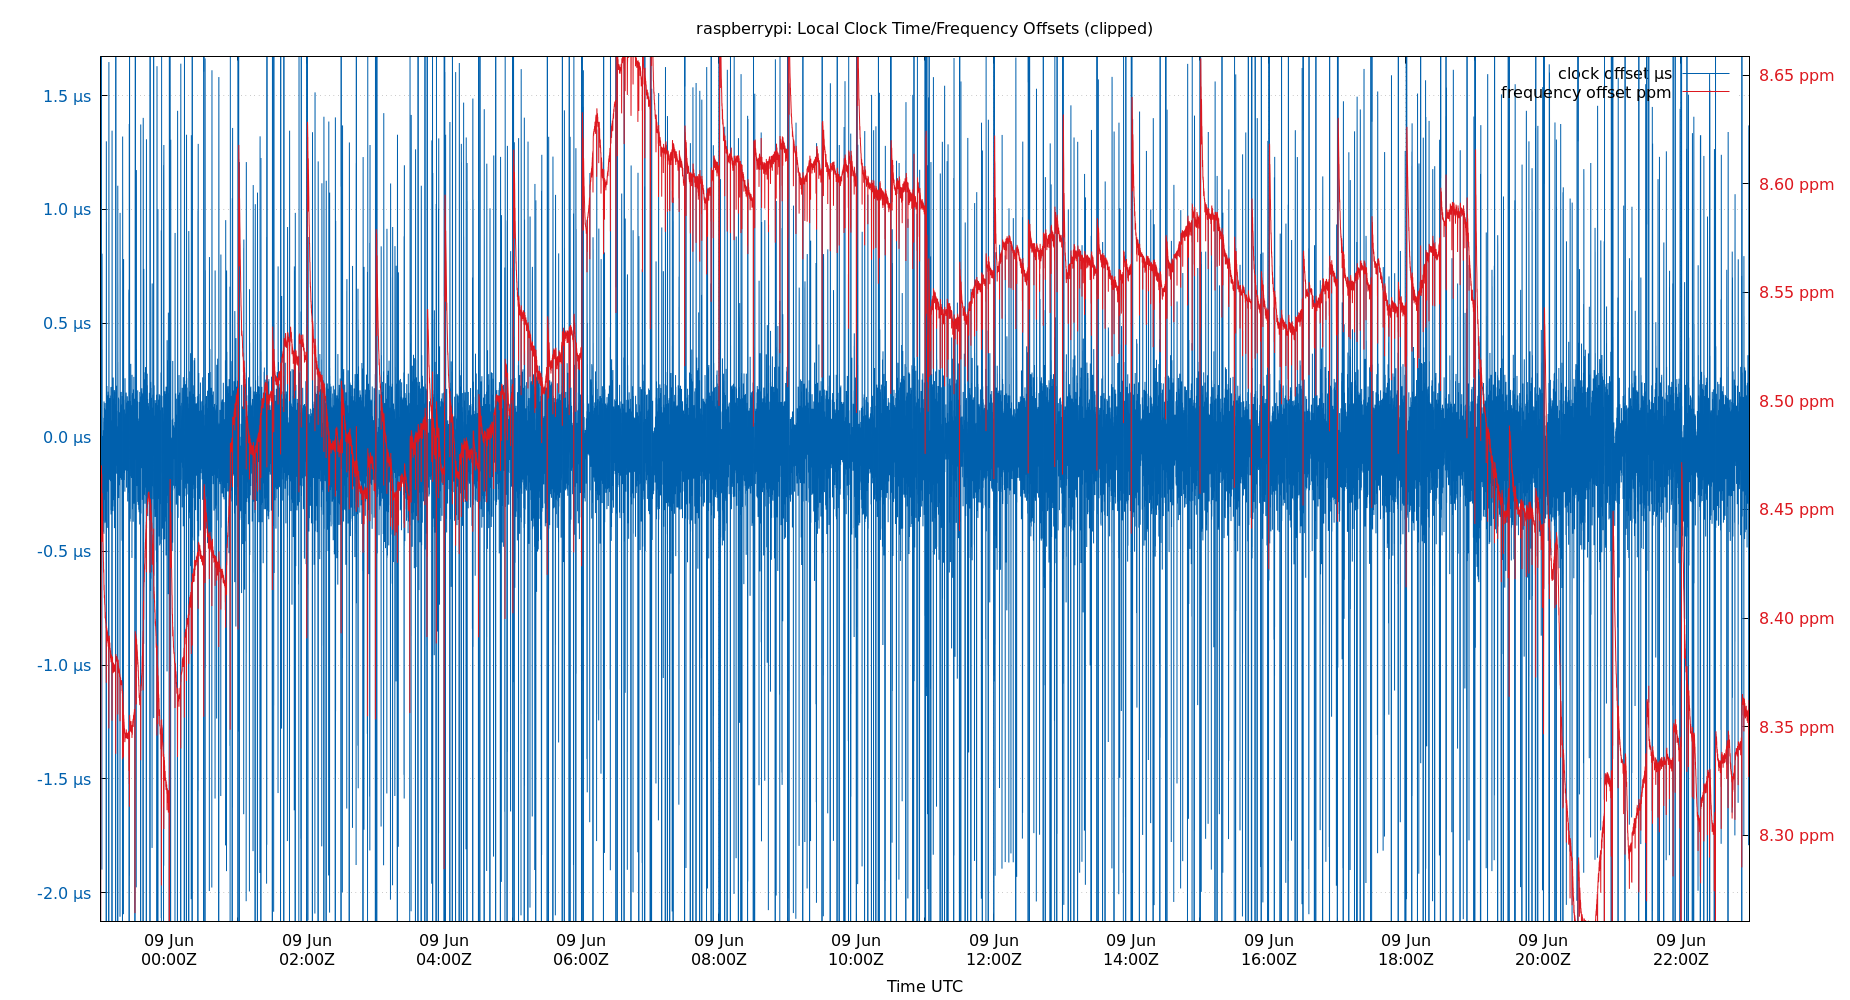 raspberrypi: Local Clock Time/Frequency Offsets (clipped)
clock offset µs
frequency offset ppm
1.5 µs
1.0 µs
0.5 µs
0.0 µs
-0.5 µs
-1.0 µs
-1.5 µs
-2.0 µs
8.65 ppm
8.60 ppm
8.55 ppm
8.50 ppm
8.45 ppm
8.40 ppm
8.35 ppm
8.30 ppm
09 Jun 09 Jun 09 Jun 09 Jun 09 Jun 09 Jun 09 Jun 09 Jun 09 Jun 09 Jun 09 Jun 09 Jun
00:00Z 02:00Z 04:00Z 06:00Z 08:00Z 10:00Z 12:00Z 14:00Z 16:00Z 18:00Z 20:00Z 22:00Z
Time UTC